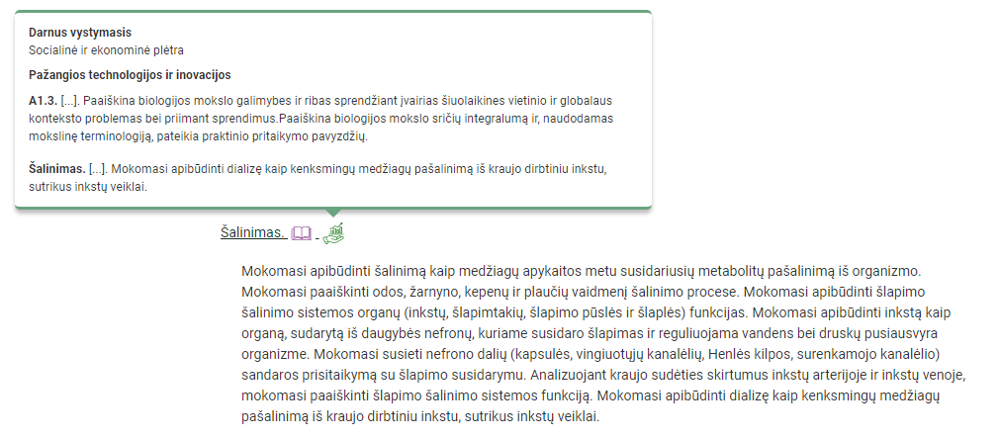 Darnus vystymasis
Socialinė ir ekonominė plėtra
Pažangios technologijos ir inovacijos
A1.3. [...]. Paaiškina biologijos mokslo galimybes ir ribas sprendžiant įvairias šiuolaikines vietinio ir globalaus
konteksto problemas bei priimant sprendimus.Paaiškina biologijos mokslo sričių integralumą ir, naudodamas
mokslinę terminologiją, pateikia praktinio pritaikymo pavyzdžių.
Šalinimas. [...]. Mokomasi apibūdinti dializę kaip kenksmingų medžiagų pašalinimą iš kraujo dirbtiniu inkstu,
sutrikus inkstų veiklai.
Šalinimas.
Mokomasi apibūdinti šalinimą kaip medžiagų apykaitos metu susidariusių metabolitų pašalinimą iš organizmo.
Mokomasi paaiškinti odos, žarnyno, kepenų ir plaučių vaidmenį šalinimo procese. Mokomasi apibūdinti šlapimo
šalinimo sistemos organų (inkstų, šlapimtakių, šlapimo pūslės ir šlaplės) funkcijas. Mokomasi apibūdinti inkstą kaip
organą, sudarytą iš daugybės nefronų, kuriame susidaro šlapimas ir reguliuojama vandens bei druskų pusiausvyra
organizme. Mokomasi susieti nefrono dalių (kapsulės, vingiuotųjų kanalėlių, Henlės kilpos, surenkamojo kanalėlio)
sandaros prisitaikymą su šlapimo susidarymu. Analizuojant kraujo sudėties skirtumus inkstų arterijoje ir inkstų venoje,
mokomasi paaiškinti šlapimo šalinimo sistemos funkciją. Mokomasi apibūdinti dializę kaip kenksmingų medžiagų
pašalinimą iš kraujo dirbtiniu inkstu, sutrikus inkstų veiklai.